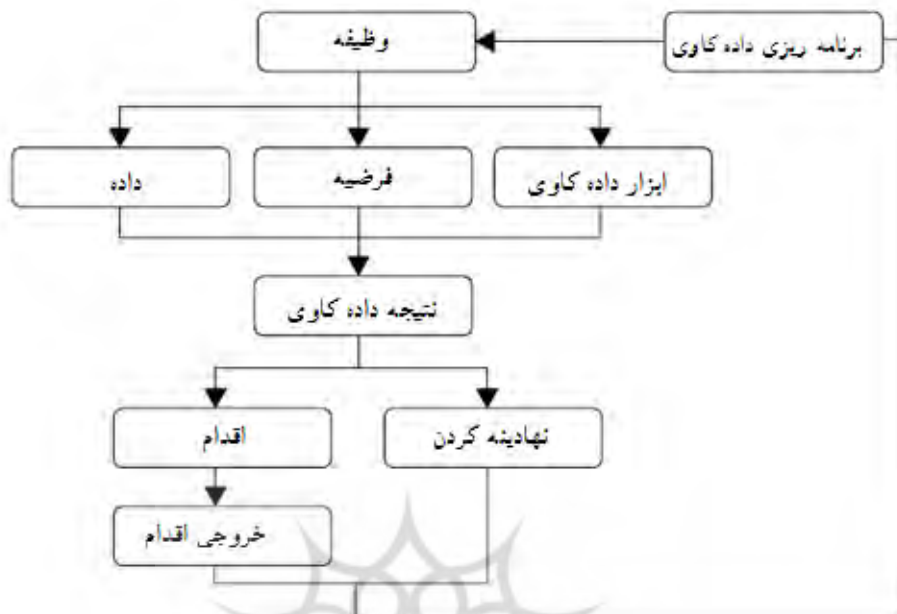 برنامه ریزی داده کاوی
وظیفه
ابزار داده کاوی
فرضیه
داده
نتیجه داده کاوی
نهادینه کردن
اقدام
خروجی اقدام